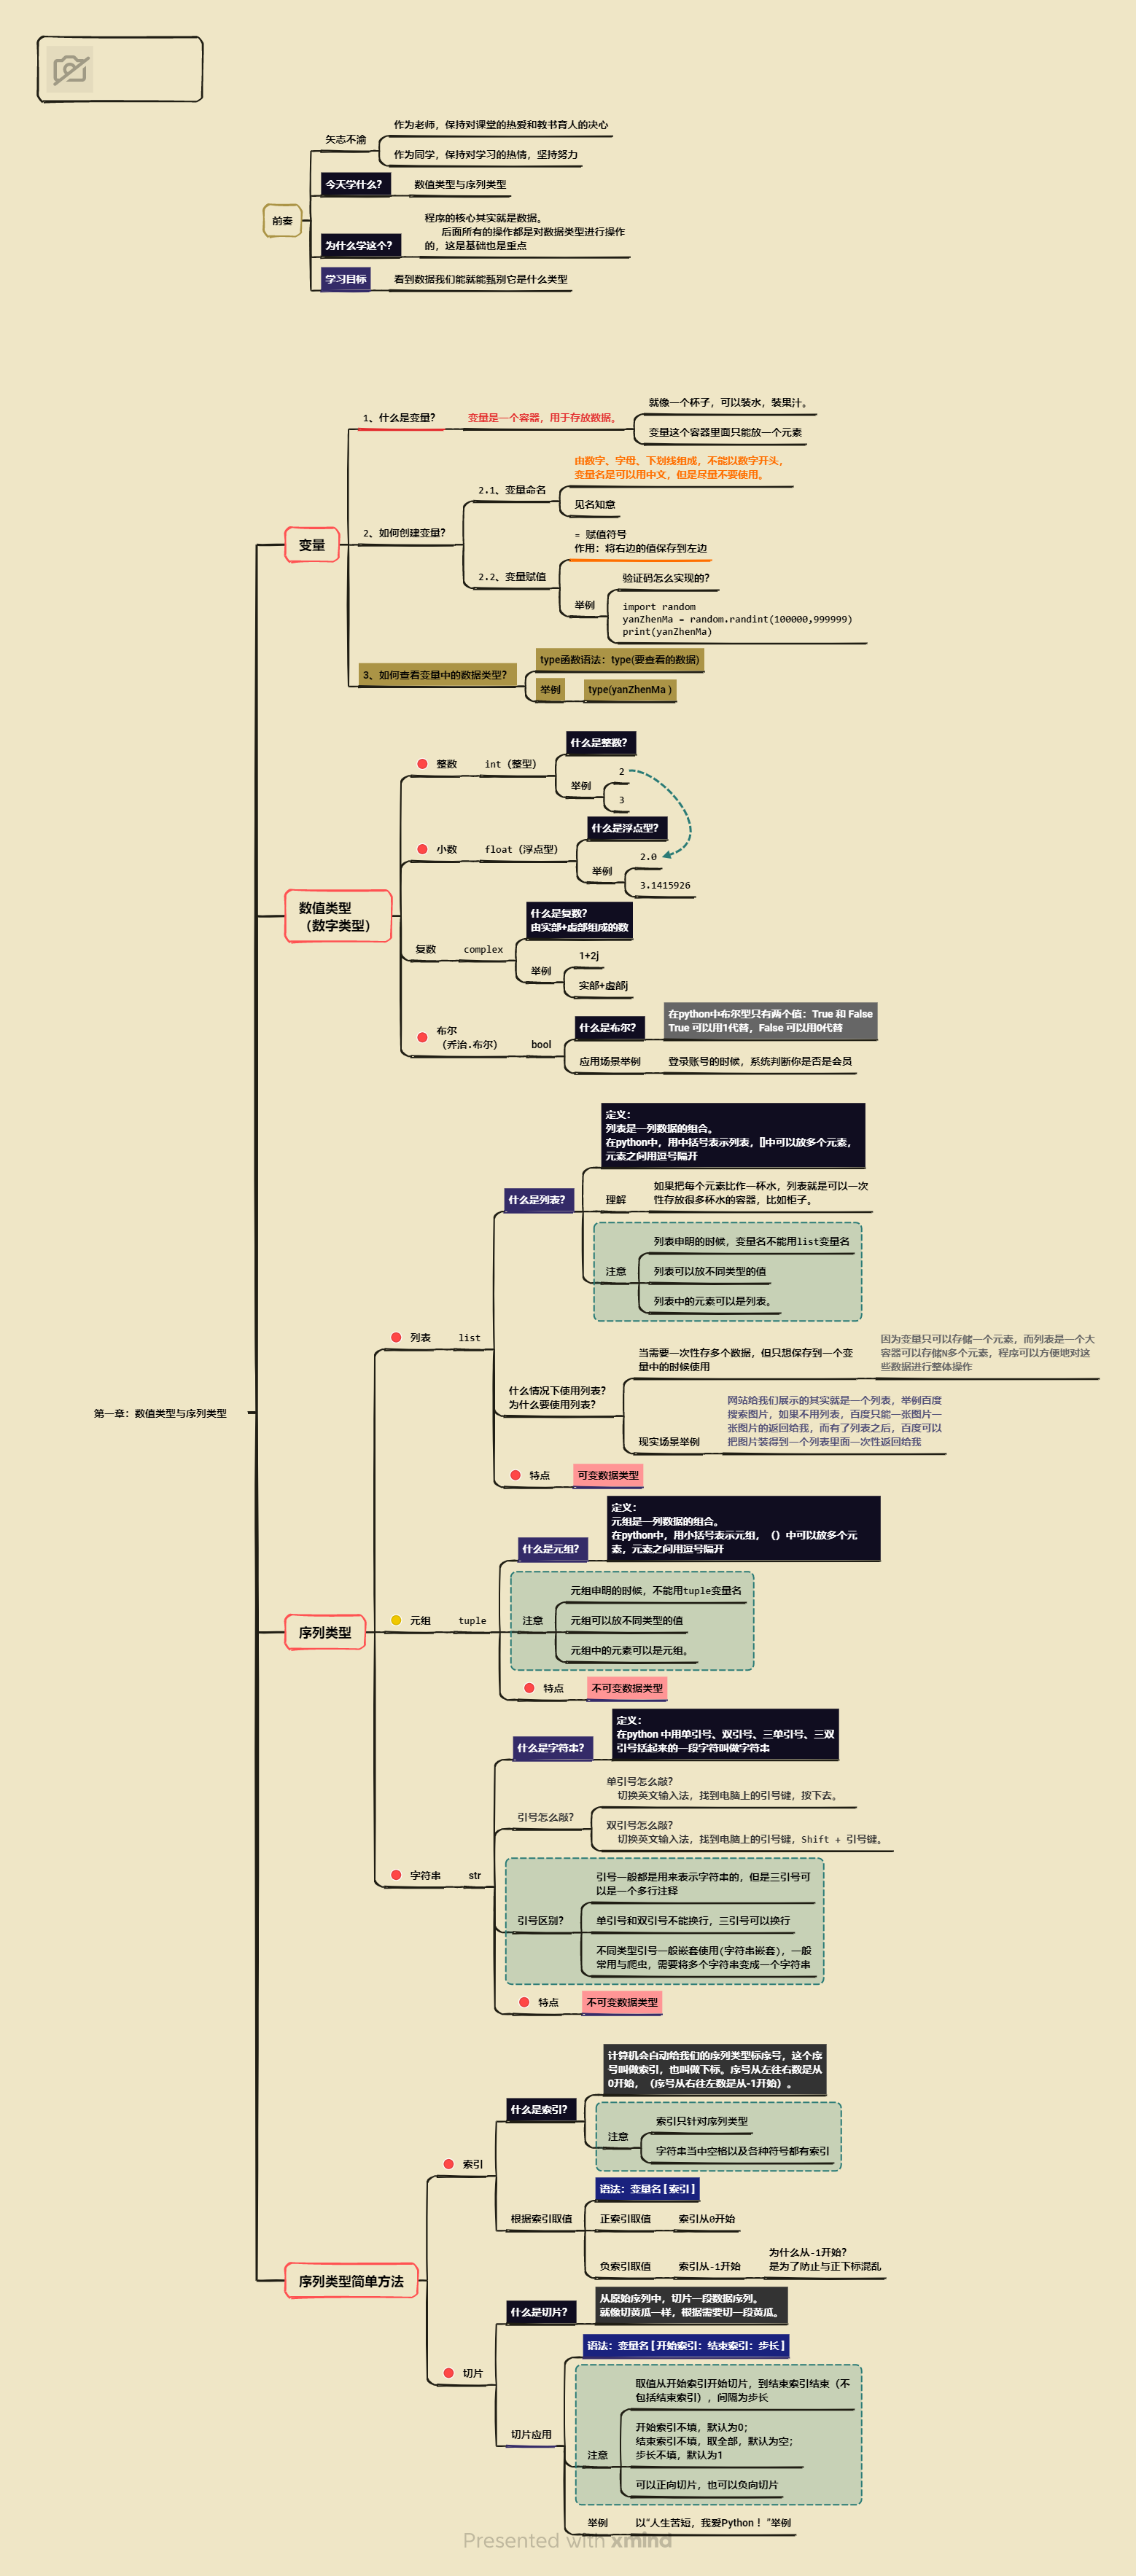 矢志不渝
作为老师，保持对课堂的热爱和教书育人的决心
作为同学，保持对学习的热情，坚持努力
今天学什么？
数值类型与序列类型
前奏
为什么学这个？
程序的核心其实就是数据。
后面所有的操作都是对数据类型进行操作
的，这是基础也是重点
学习目标
看到数据我们能就能甄别它是什么类型
第一章：数值类型与序列类型
变量
1、什么是变量？
变量是一个容器，用于存放数据。
就像一个杯子，可以装水，装果汁。
变量这个容器里面只能放一个元素
2、如何创建变量？
2.1、变量命名
由数字、字母、下划线组成，不能以数字开头，
变量名是可以用中文，但是尽量不要使用。
见名知意
2.2、变量赋值
= 赋值符号
作用：将右边的值保存到左边
举例
验证码怎么实现的？
import random
yanZhenMa = random.randint(100000,999999)
print(yanZhenMa)
3、如何查看变量中的数据类型？
type函数语法：type(要查看的数据)
举例
type(yanZhenMa )
数值类型
（数字类型）
整数
int（整型）
什么是整数？
举例
2
3
小数
float（浮点型）
什么是浮点型？
举例
2.0
3.1415926
复数
complex
什么是复数？
由实部+虚部组成的数
举例
1+2j
实部+虚部j
布尔
（乔治.布尔）
bool
什么是布尔？
在python中布尔型只有两个值：True 和 False
True 可以用1代替，False 可以用0代替
应用场景举例
登录账号的时候，系统判断你是否是会员
序列类型
列表
list
什么是列表？
定义：
列表是一列数据的组合。
在python中，用中括号表示列表，[]中可以放多个元素，
元素之间用逗号隔开
理解
如果把每个元素比作一杯水，列表就是可以一次
性存放很多杯水的容器，比如柜子。
注意
列表申明的时候，变量名不能用list变量名
列表可以放不同类型的值
列表中的元素可以是列表。
什么情况下使用列表？
为什么要使用列表？
当需要一次性存多个数据，但只想保存到一个变
量中的时候使用
因为变量只可以存储一个元素，而列表是一个大
容器可以存储N多个元素，程序可以方便地对这
些数据进行整体操作
现实场景举例
网站给我们展示的其实就是一个列表，举例百度
搜索图片，如果不用列表，百度只能一张图片一
张图片的返回给我，而有了列表之后，百度可以
把图片装得到一个列表里面一次性返回给我
特点
可变数据类型
元组
tuple
什么是元组？
定义：
元组是一列数据的组合。
在python中，用小括号表示元组，（）中可以放多个元
素，元素之间用逗号隔开
注意
元组申明的时候，不能用tuple变量名
元组可以放不同类型的值
元组中的元素可以是元组。
特点
不可变数据类型
字符串
str
什么是字符串？
定义：
在python 中用单引号、双引号、三单引号、三双
引号括起来的一段字符叫做字符串
引号怎么敲？
单引号怎么敲？
切换英文输入法，找到电脑上的引号键，按下去。
双引号怎么敲？
切换英文输入法，找到电脑上的引号键，Shift + 引号键。
引号区别？
引号一般都是用来表示字符串的，但是三引号可
以是一个多行注释
单引号和双引号不能换行，三引号可以换行
不同类型引号一般嵌套使用(字符串嵌套)，一般
常用与爬虫，需要将多个字符串变成一个字符串
特点
不可变数据类型
序列类型简单方法
索引
什么是索引？
计算机会自动给我们的序列类型标序号，这个序
号叫做索引，也叫做下标。序号从左往右数是从
0开始，（序号从右往左数是从-1开始）。
注意
索引只针对序列类型
字符串当中空格以及各种符号都有索引
根据索引取值
语法：变量名 [ 索引 ]
正索引取值
索引从0开始
负索引取值
索引从-1开始
为什么从-1开始？
是为了防止与正下标混乱
切片
什么是切片？
从原始序列中，切片一段数据序列。
就像切黄瓜一样，根据需要切一段黄瓜。
切片应用
语法：变量名 [ 开始索引：结束索引：步长 ]
注意
取值从开始索引开始切片，到结束索引结束（不
包括结束索引），间隔为步长
开始索引不填，默认为0；
结束索引不填，取全部，默认为空；
步长不填，默认为1
可以正向切片，也可以负向切片
举例
以“人生苦短，我爱Python！”举例
Presented with xmind